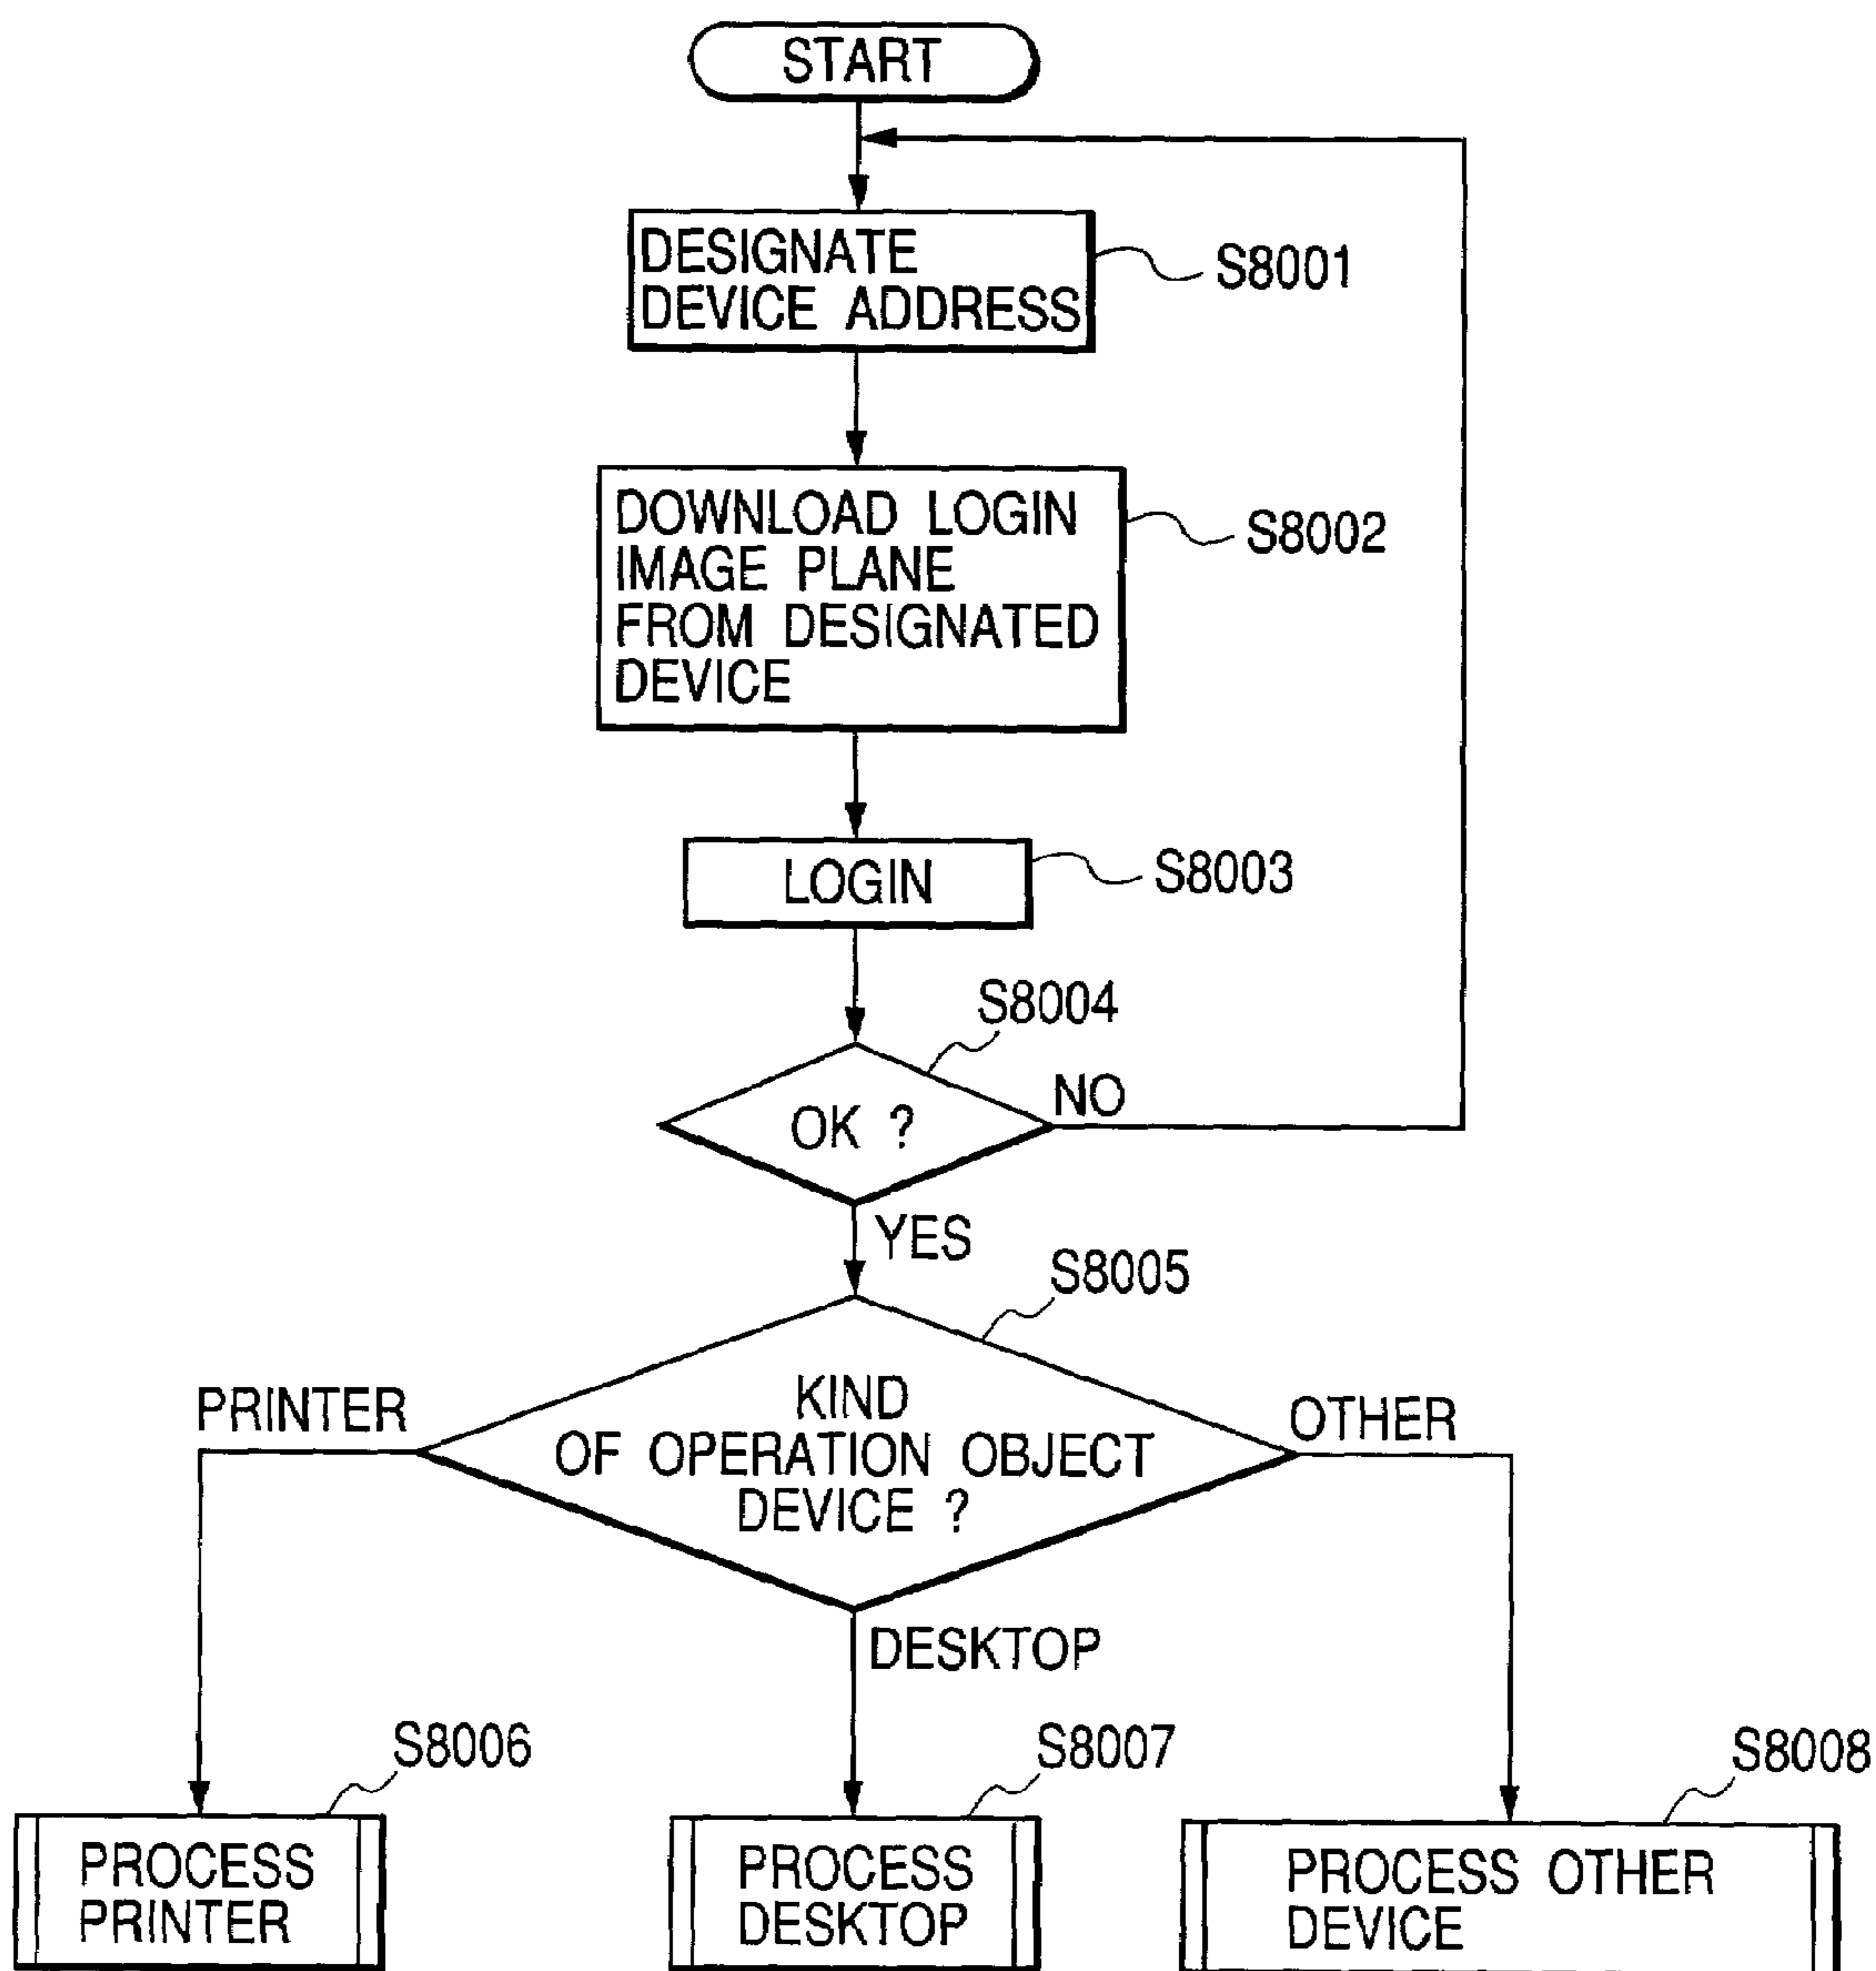 START
DESIGNATE
DEVICE ADDRESS
S8001
DOWNLOAD LOGIN
IMAGE PLANE
FROM DESIGNATED
DEVICE
S8002
LOGIN
S8003
S8004
OK ?
NO
YES
S8005
KIND
OF OPERATION OBJECT
DEVICE ?
PRINTER
OTHER
DESKTOP
S8006
PROCESS
PRINTER
S8007
PROCESS
DESKTOP
S8008
PROCESS OTHER
DEVICE